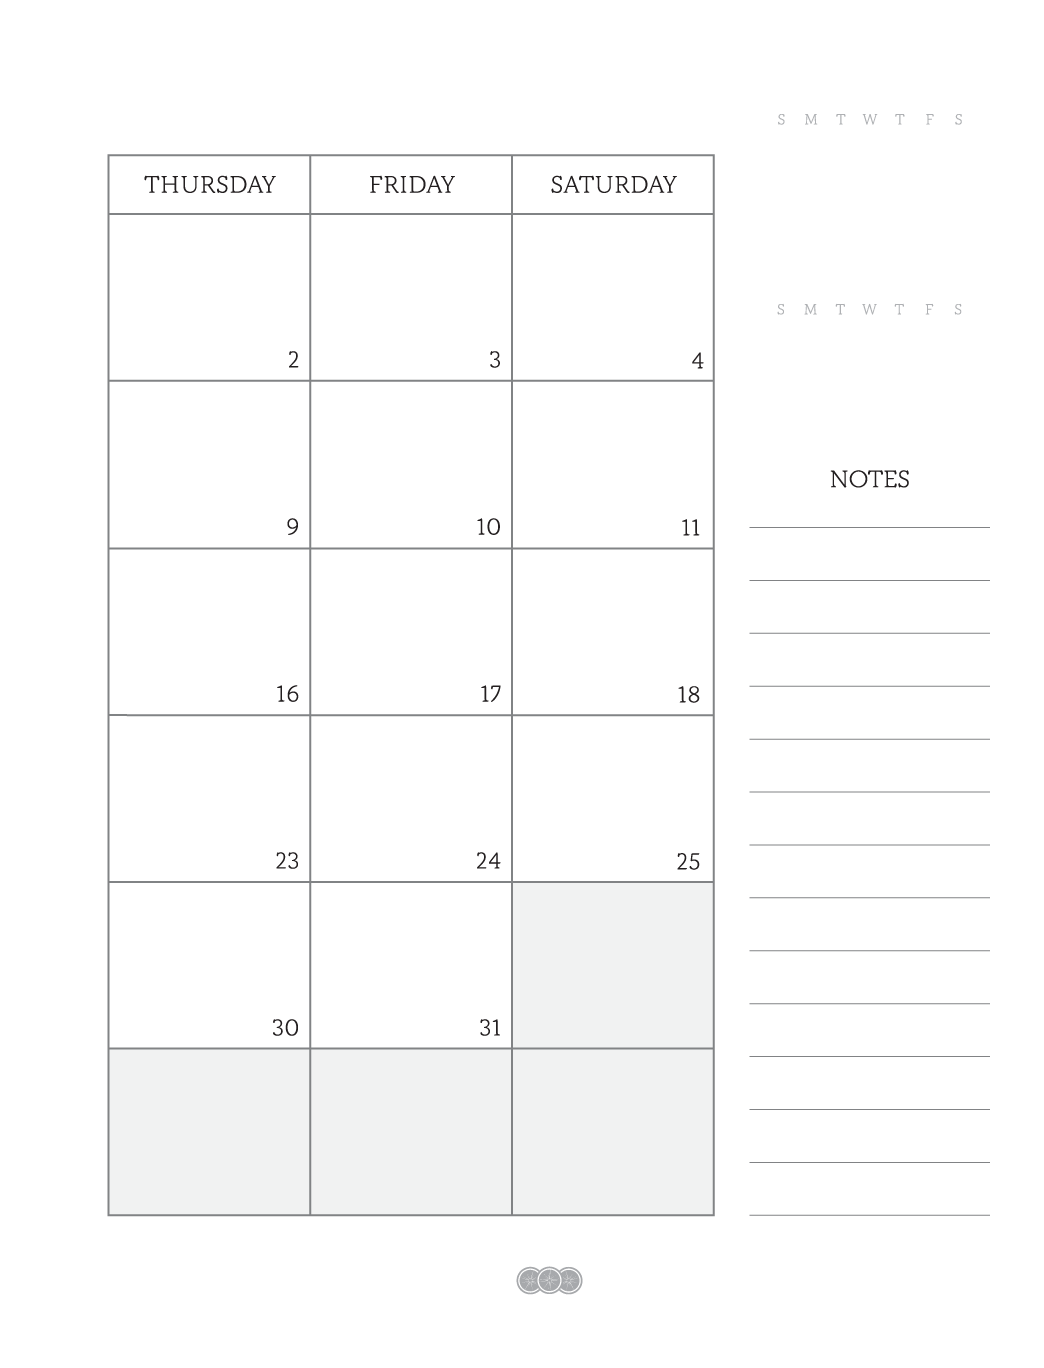 S M T W T F S
THURSDAY FRIDAY SATURDAY
2 3 4
S M T W T F S
NOTES
9 10 11
16 17 18
23 24 25
30 31